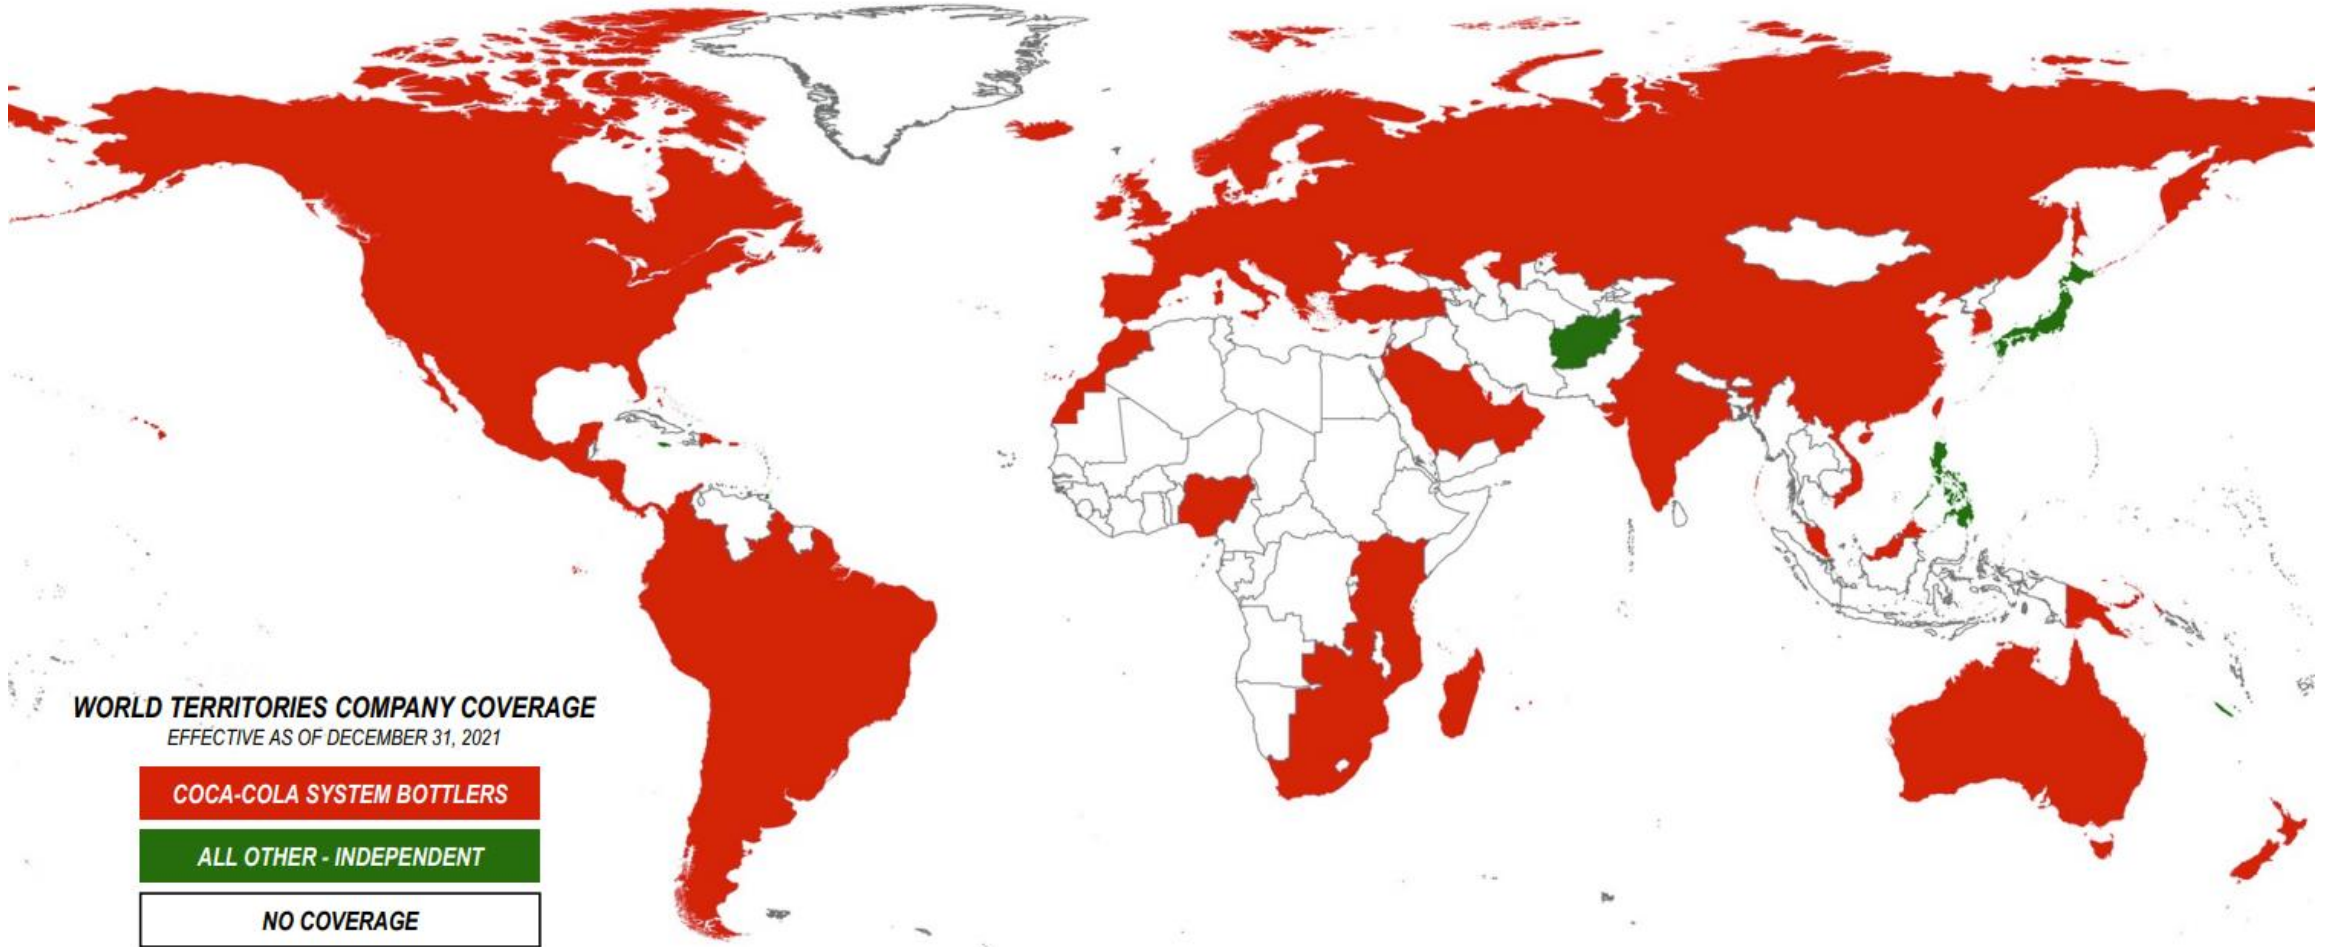 WORLD TERRITORIES COMPANY COVERAGE
EFFECTIVE AS OF DECEMBER 31, 2021
COCA-COLA SYSTEM BOTTLERS
ALL OTHER - INDEPENDENT
NO COVERAGE